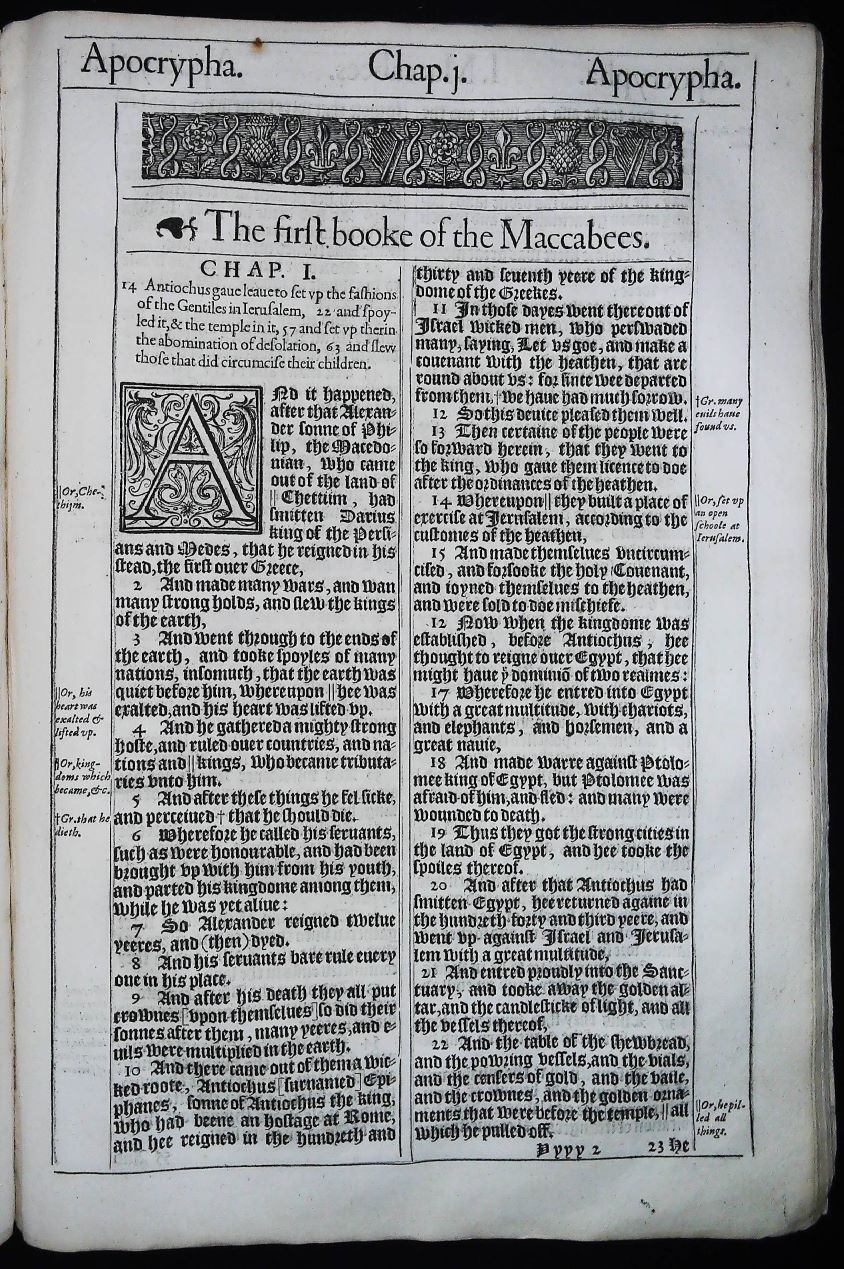 Apocrypha. Chap.j. Apocrypha.
The first booke of the Maccabees.
CHAP. I.
14 Antiochus gaue leaue to set vp the fashions
of the Gentiles in Ierusalem, 22 and spoy-
led it, & the temple in it, 57 and set vp therin
the abomination of desolation, 63 and slew
those that did circumcise their children.
ANd it happened,
after that Alexan-
der sonne of Phi-
lip, the Macedo-
nian, who came
out of the land of
|| Chettiim, had
smitten Darius
king of the Persi-
ans and Medes, that he reigned in his
stead, the first ouer Greece,
2 And made many wars, and wan
many strong holds, and slew the kings
of the earth,
3 And went through to the ends of
the earth, and tooke spoyles of many
nations, insomuch, that the earth was
quiet before him, whereupon || hee was
exalted, and his heart was lifted vp.
4 And he gathered a mighty strong
hoste, and ruled ouer countries, and na-
tions and || kings, who became tributa-
ries vnto him.
5 And after these things he fel sicke,
and perceiued † that he should die.
6 Wherefore he called his seruants,
such as were honourable, and had been
brought vp with him from his youth,
and parted his kingdome among them,
while he was yet aliue:
7 So Alexander reigned twelue
yeeres, and (then) dyed.
8 And his seruants bare rule euery
one in his place.
9 And after his death they all put
crownes [vpon themselues] so did their
sonnes after them, many yeeres, and e-
uils were multiplied in the earth.
10 And there came out of them a wic-
ked roote, Antiochus [surnamed] Epi-
phanes, sonne of Antiochus the king,
who had beene an hostage at Rome,
and hee reigned in the hundreth and
||Or, Che-
thijm.
||Or, his
heart was
exalted &
lifted vp.
||Or, king-
doms which
became, &c.
†Gr. that he
dieth.
thirty and seuenth yeere of the king-
dome of the Greekes.
11 In those dayes went there out of
Israel wicked men, who perswaded
many, saying, Let vs goe, and make a
couenant with the heathen, that are
round about vs: for since wee departed
from them, † we haue had much sorrow.
12 So this deuice pleased them well.
13 Then certaine of the people were
so forward herein, that they went to
the king, who gaue them licence to doe
after the ordinances of the heathen.
14 Whereupon || they built a place of
exercise at Jerusalem, according to the
customes of the heathen,
15 And made themselues vncircum-
cised, and forsooke the holy Couenant,
and ioyned themselues to the heathen,
and were sold to doe mischiefe.
12 Now when the kingdome was
established, before Antiochus, hee
thought to reigne ouer Egypt, that hee
might haue yͤ dominiō of two realmes:
17 Wherefore he entred into Egypt
with a great multitude, with chariots,
and elephants, and horsemen, and a
great nauie,
18 And made warre against Ptolo-
mee king of Egypt, but Ptolomee was
afraid of him, and fled: and many were
wounded to death.
19 Thus they got the strong cities in
the land of Egypt, and hee tooke the
spoiles thereof.
20 And after that Antiochus had
smitten Egypt, hee returned againe in
the hundreth forty and third yeere, and
went vp against Israel and Jerusa-
lem with a great multitude,
21 And entred proudly into the Sanc-
tuary, and tooke away the golden al-
tar, and the candlesticke of light, and all
the vessels thereof,
22 And the table of the shewbread,
and the powring vessels, and the vials,
and the censers of gold, and the vaile,
and the crownes, and the golden orna-
ments that were before the temple, || all
which he pulled off.
†Gr. many
euils haue
found vs.
||Or, set vp
an open
schoole at
Ierusalem.
||Or, he pil-
led all
things.
Yyyy 2 23 He